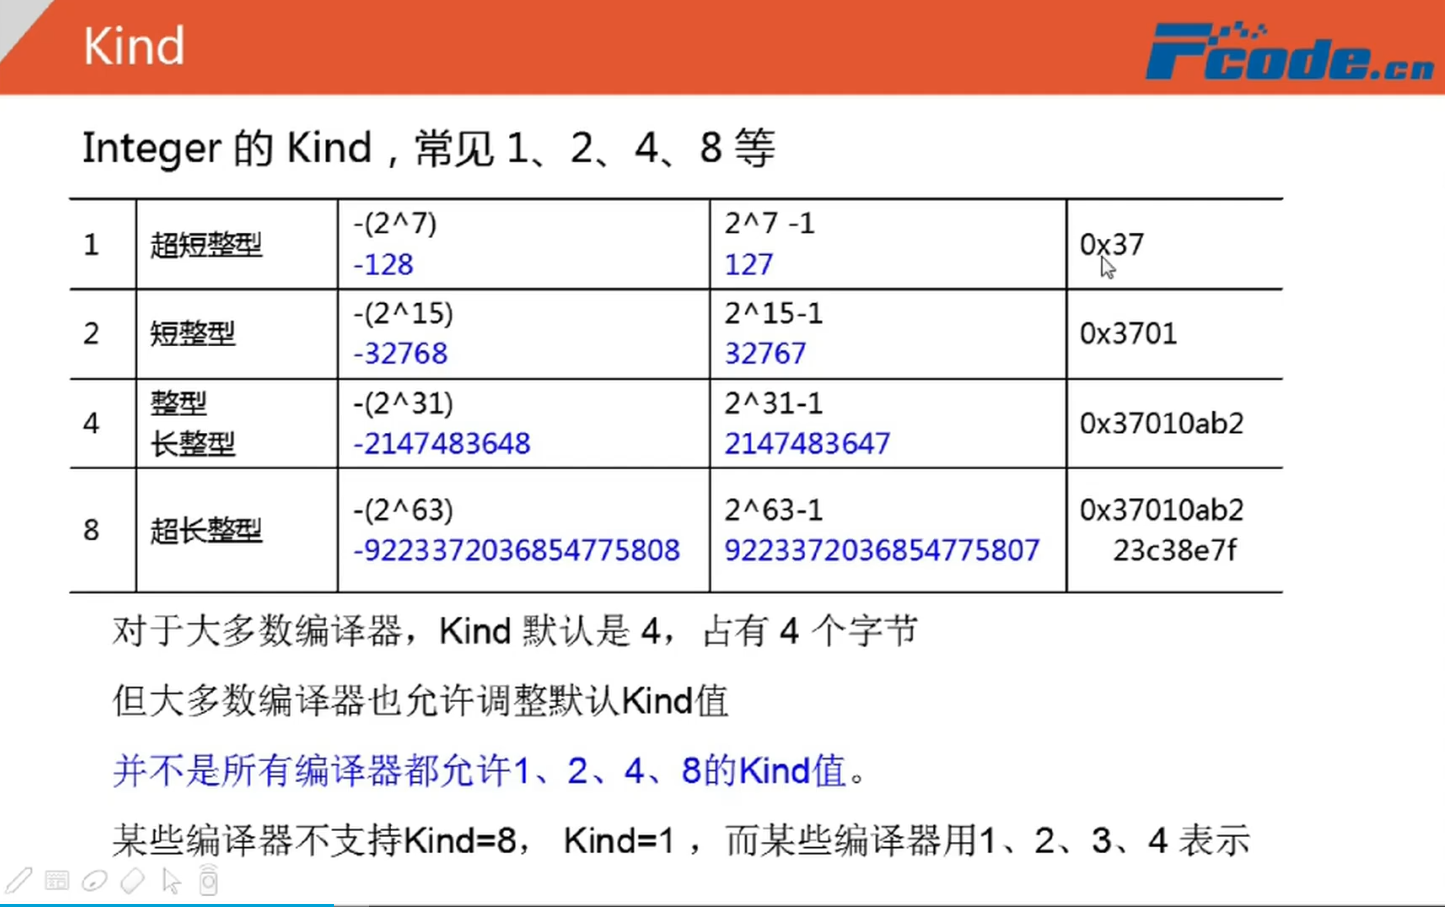 Kind
Fcode.cn
Integer 的 Kind，常见 1、2、4、8 等
1 超短整型 -(2^7) 2^7 -1 0x37
-128 127
2 短整型 -(2^15) 2^15-1 0x3701
-32768 32767
4 整型 -(2^31) 2^31-1 0x37010ab2
长整型 -2147483648 2147483647
8 超长整型 -(2^63) 2^63-1 0x37010ab2
-9223372036854775808 9223372036854775807 23c38e7f
对于大多数编译器，Kind 默认是 4，占有 4 个字节
但大多数编译器也允许调整默认Kind值
并不是所有编译器都允许1、2、4、8的Kind值。
某些编译器不支持Kind=8， Kind=1 ，而某些编译器用1、2、3、4 表示